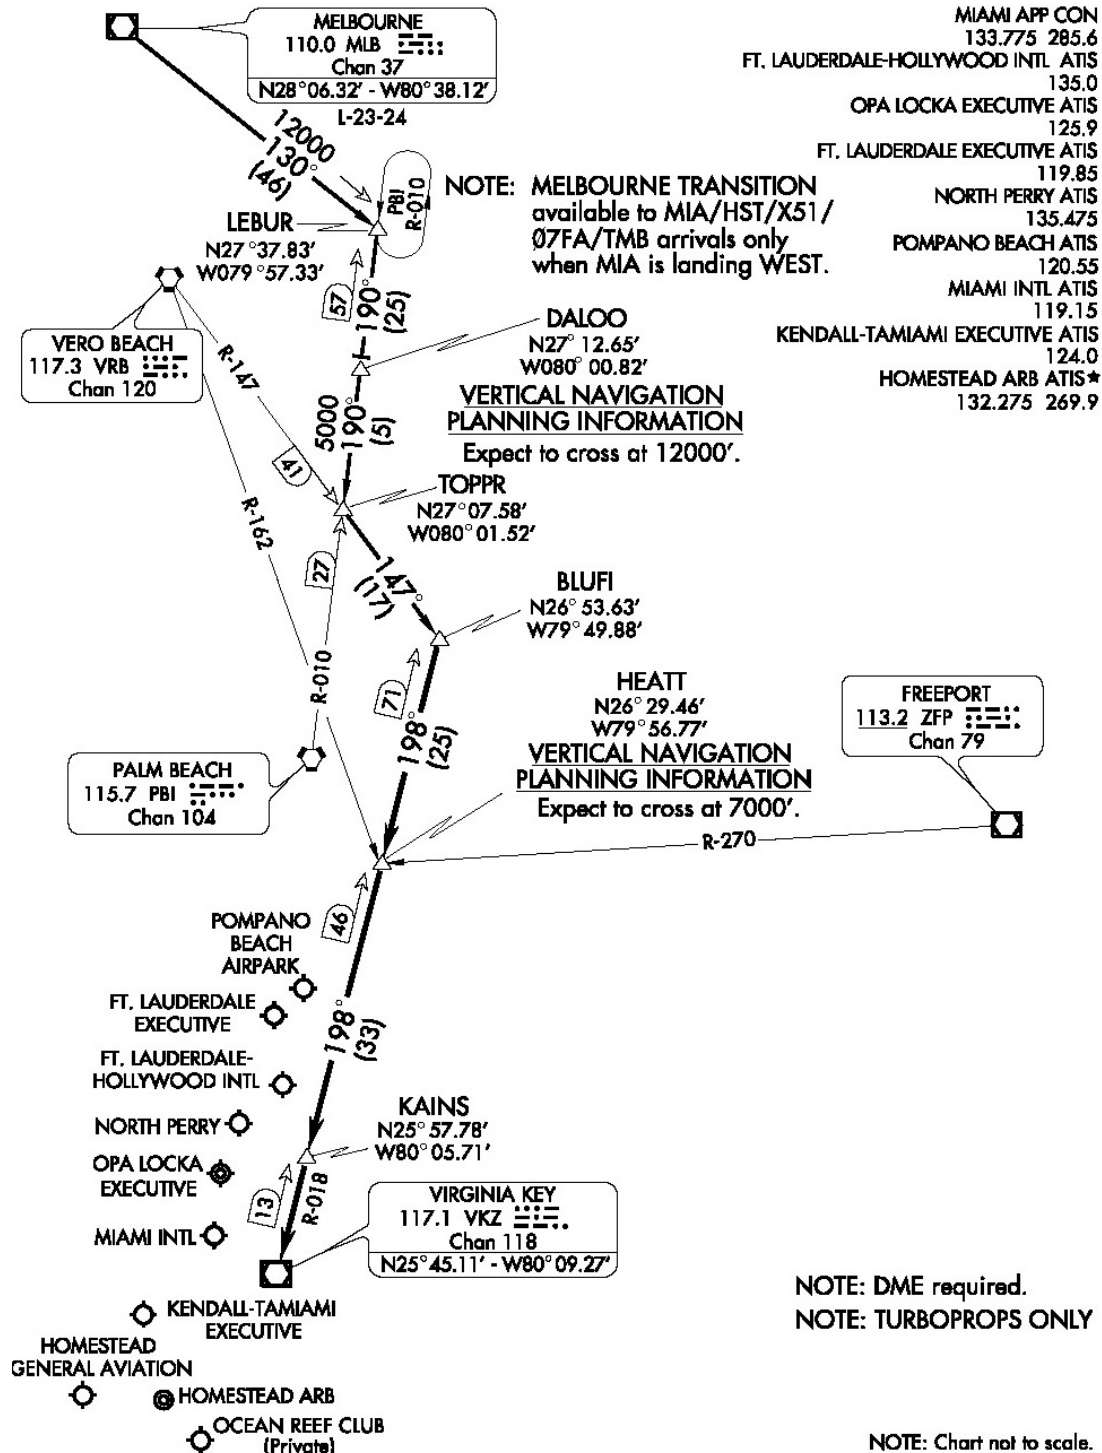 MELBOURNE
110.0 MLB
Chan 37
N28°06.32' - W80°38.12'
L-23-24
MIAMI APP CON
133.775 285.6
FT. LAUDERDALE-HOLLYWOOD INTL ATIS
135.0
OPA LOCKA EXECUTIVE ATIS
125.9
FT. LAUDERDALE EXECUTIVE ATIS
119.85
NORTH PERRY ATIS
135.475
POMPANO BEACH ATIS
120.55
MIAMI INTL ATIS
119.15
KENDALL-TAMIAMI EXECUTIVE ATIS
124.0
HOMESTEAD ARB ATIS★
132.275 269.9
12000
130°
(46)
PBI
R-010
NOTE: MELBOURNE TRANSITION
available to MIA/HST/X51/
Ø7FA/TMB arrivals only
when MIA is landing WEST.
LEBUR
N27°37.83'
W079°57.33'
57
190°
(25)
VERO BEACH
117.3 VRB
Chan 120
R-147
DALOO
N27° 12.65'
W080° 00.82'
VERTICAL NAVIGATION
PLANNING INFORMATION
Expect to cross at 12000'.
5000
190°
(5)
41
TOPPR
N27°07.58'
W080°01.52'
R-162
27
147°
(17)
BLUFI
N26° 53.63'
W79°49.88'
R-010
71
198°
(25)
HEATT
N26° 29.46'
W79°56.77'
VERTICAL NAVIGATION
PLANNING INFORMATION
Expect to cross at 7000'.
FREEPORT
113.2 ZFP
Chan 79
PALM BEACH
115.7 PBI
Chan 104
R-270
46
POMPANO
BEACH
AIRPARK
FT. LAUDERDALE
EXECUTIVE
198°
(33)
FT. LAUDERDALE-
HOLLYWOOD INTL
NORTH PERRY
KAINS
N25° 57.78'
W80°05.71'
OPA LOCKA
EXECUTIVE
13
R-018
MIAMI INTL
VIRGINIA KEY
117.1 VKZ
Chan 118
N25°45.11' - W80°09.27'
KENDALL-TAMIAMI
EXECUTIVE
HOMESTEAD
GENERAL AVIATION
HOMESTEAD ARB
OCEAN REEF CLUB
(Private)
NOTE: DME required.
NOTE: TURBOPROPS ONLY
NOTE: Chart not to scale.